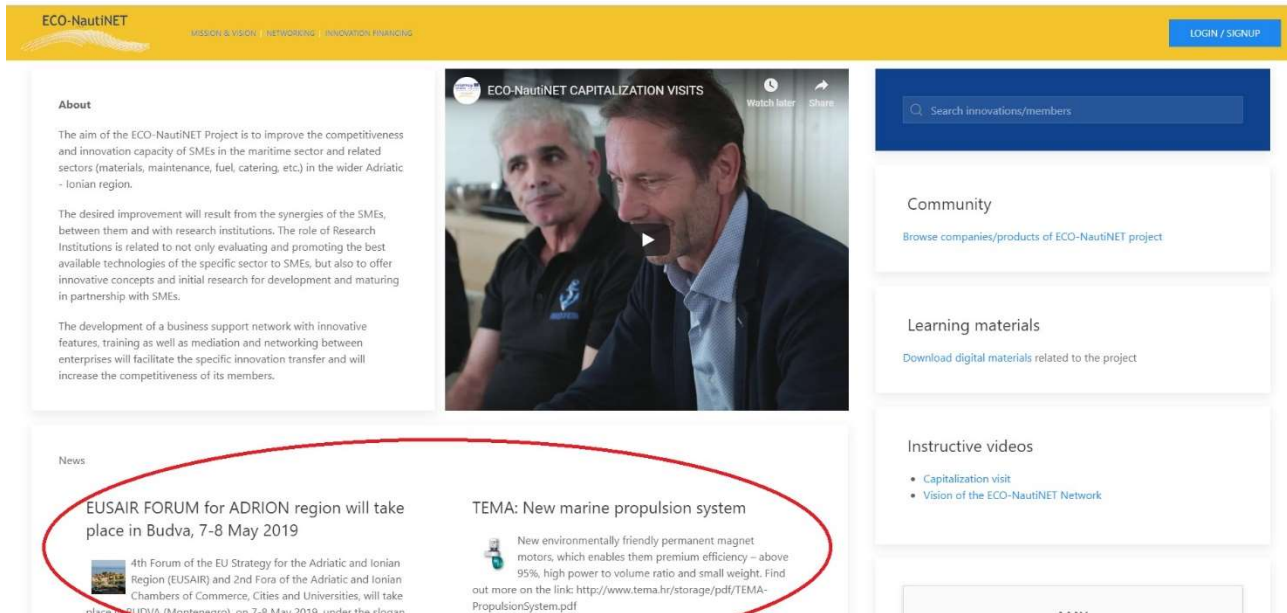 ECO-NautiNET
MISSION & VISION | NETWORKING | INNOVATION FINANCING
LOGIN / SIGNUP
About
The aim of the ECO-NautiNET Project is to improve the competitiveness
and innovation capacity of SMEs in the maritime sector and related
sectors (materials, maintenance, fuel, catering, etc.) in the wider Adriatic
- Ionian region.
The desired improvement will result from the synergies of the SMEs,
between them and with research institutions. The role of Research
Institutions is related to not only evaluating and promoting the best
available technologies of the specific sector to SMEs, but also to offer
innovative concepts and initial research for development and maturing
in partnership with SMEs.
The development of a business support network with innovative
features, training as well as mediation and networking between
enterprises will facilitate the specific innovation transfer and will
increase the competitiveness of its members.
ECO-NautiNET CAPITALIZATION VISITS
Watch later
Share
Search innovations/members
Community
Browse companies/products of ECO-NautiNET project
Learning materials
Download digital materials related to the project
Instructive videos
• Capitalization visit
• Vision of the ECO-NautiNET Network
News
EUSAIR FORUM for ADRION region will take
place in Budva, 7-8 May 2019
4th Forum of the EU Strategy for the Adriatic and Ionian
Region (EUSAIR) and 2nd Fora of the Adriatic and Ionian
Chambers of Commerce, Cities and Universities, will take
place in BUDVA (Montenegro), on 7-8 May 2019, under the slogan
TEMA: New marine propulsion system
New environmentally friendly permanent magnet
motors, which enables them premium efficiency – above
95%, high power to volume ratio and small weight. Find
out more on the link: http://www.tema.hr/storage/pdf/TEMA-
PropulsionSystem.pdf